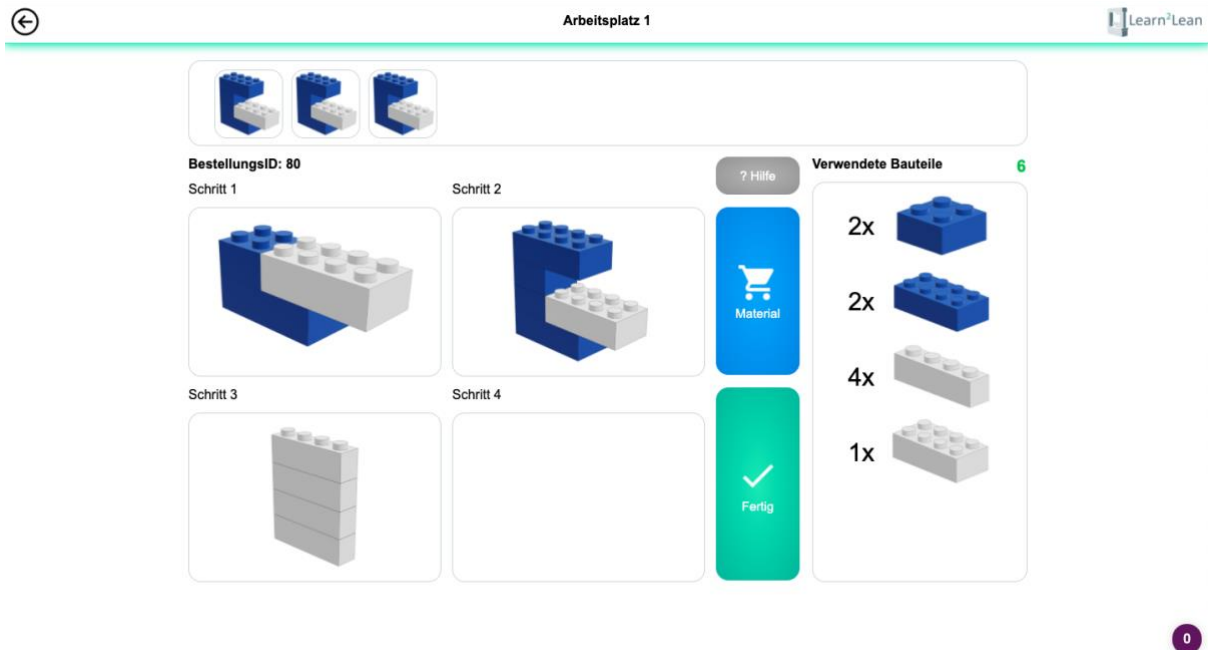 Arbeitsplatz 1
Learn²Lean
BestellungsID: 80
Schritt 1
Schritt 2
? Hilfe
Verwendete Bauteile
6
2x
Material
2x
4x
Schritt 3
Schritt 4
1x
Fertig
0